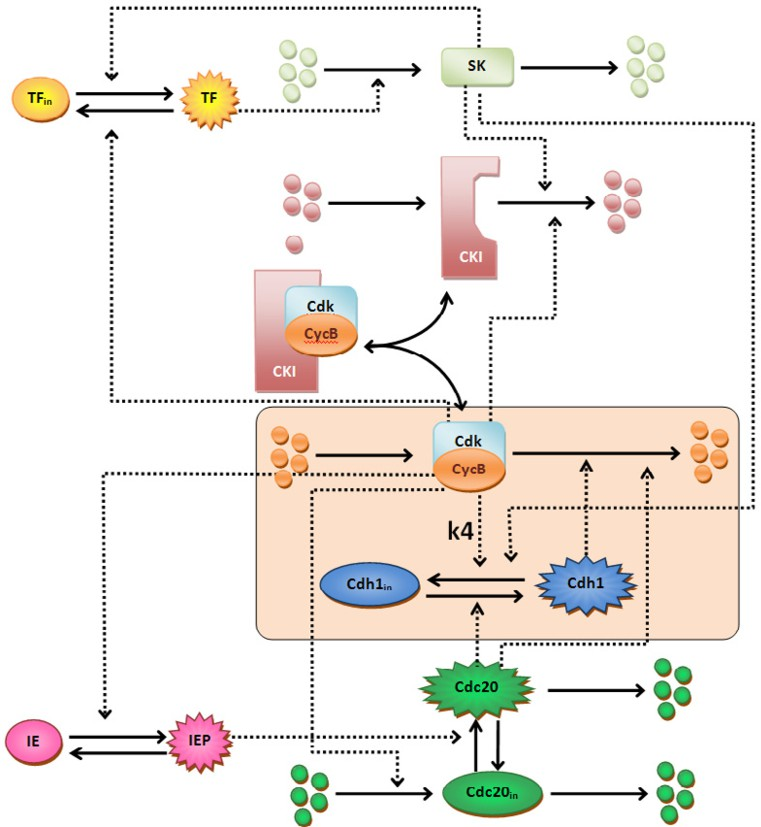 SK
TFin
TF
CKI
Cdk
CycB
CKI
Cdk
CycB
k4
Cdh1in
Cdh1
Cdc20
IE
IEP
Cdc20in